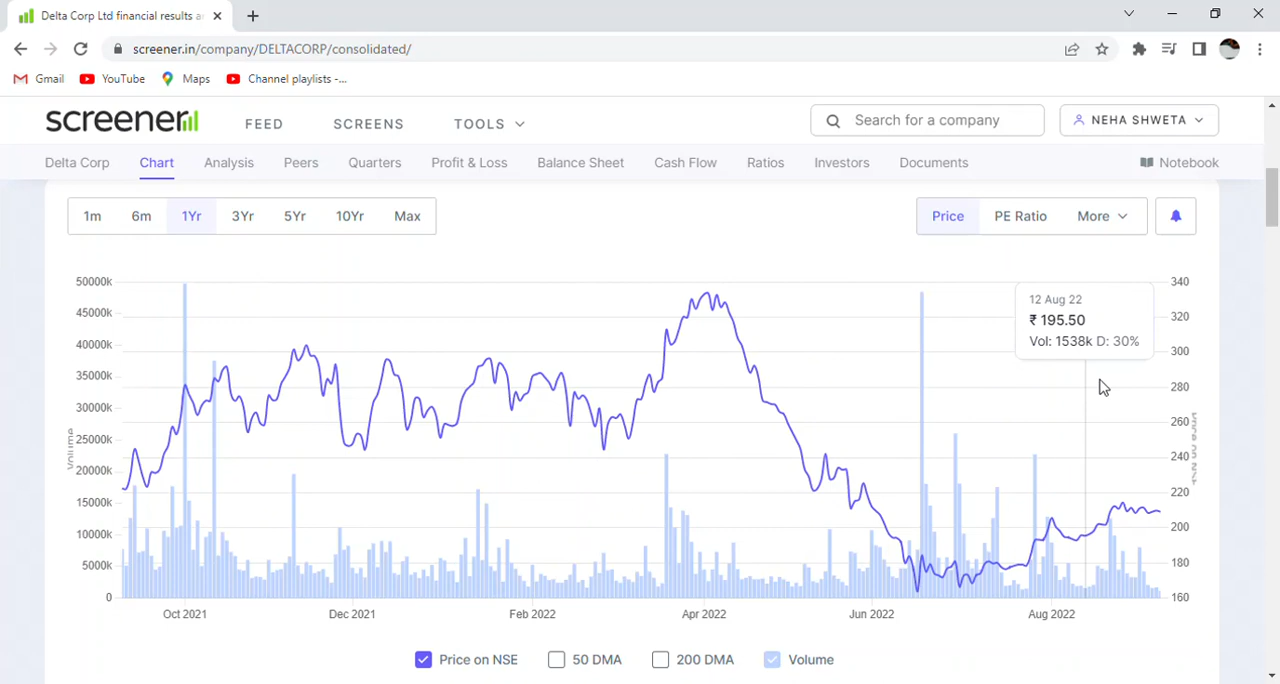 Delta Corp Ltd financial results a
screener.in/company/DELTACORP/consolidated/
Gmail YouTube Maps Channel playlists -...
screener FEED SCREENS TOOLS Search for a company NEHA SHWETA
Delta Corp Chart Analysis Peers Quarters Profit & Loss Balance Sheet Cash Flow Ratios Investors Documents Notebook
1m 6m 1Yr 3Yr 5Yr 10Yr Max Price PE Ratio More
50000k 340
45000k 320
40000k 300
35000k 280
30000k 260
25000k 240
20000k 220
15000k 200
10000k 180
5000k 160
0
Volume
12 Aug 22
₹ 195.50
Vol: 1538k D: 30%
Oct 2021 Dec 2021 Feb 2022 Apr 2022 Jun 2022 Aug 2022
Price on NSE 50 DMA 200 DMA Volume